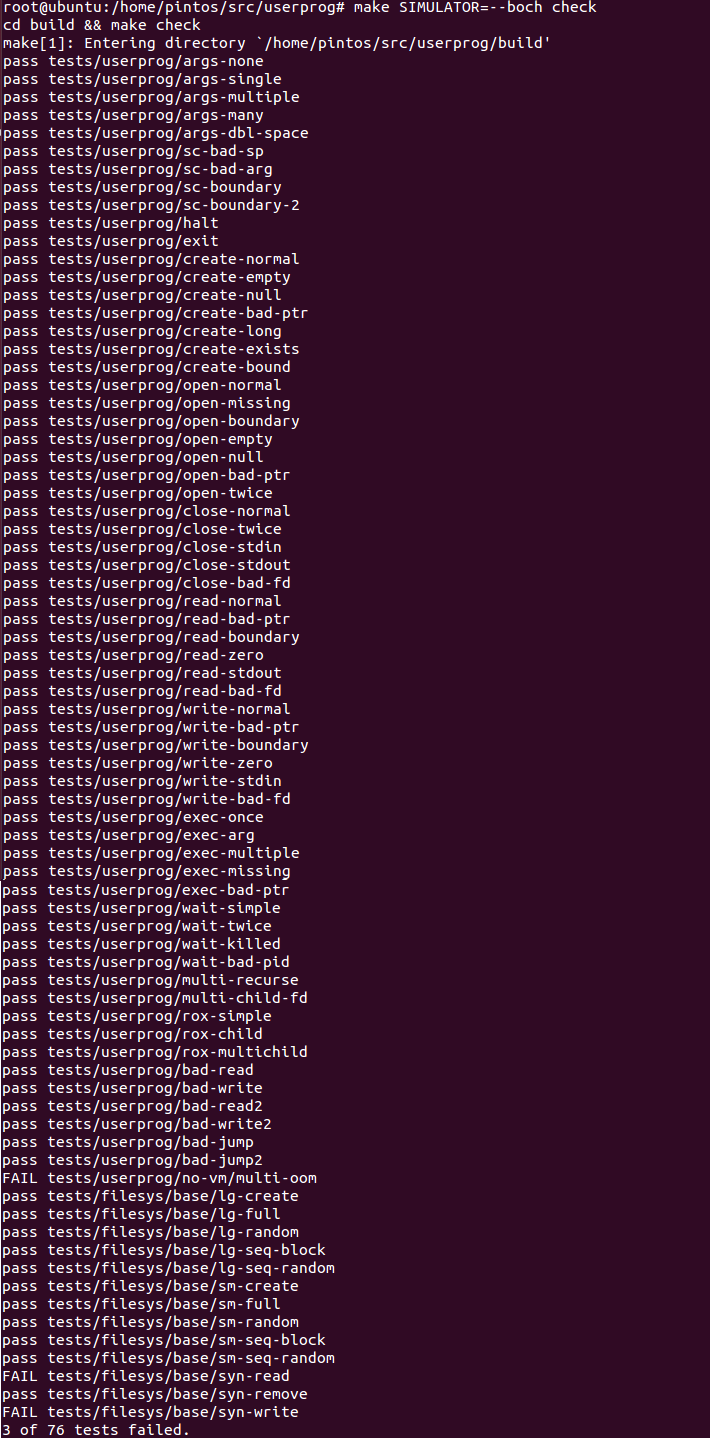 root@ubuntu:/home/pintos/src/userprog# make SIMULATOR=--boch check
cd build && make check
make[1]: Entering directory `/home/pintos/src/userprog/build'
pass tests/userprog/args-none
pass tests/userprog/args-single
pass tests/userprog/args-multiple
pass tests/userprog/args-many
pass tests/userprog/args-dbl-space
pass tests/userprog/sc-bad-sp
pass tests/userprog/sc-bad-arg
pass tests/userprog/sc-boundary
pass tests/userprog/sc-boundary-2
pass tests/userprog/halt
pass tests/userprog/exit
pass tests/userprog/create-normal
pass tests/userprog/create-empty
pass tests/userprog/create-null
pass tests/userprog/create-bad-ptr
pass tests/userprog/create-long
pass tests/userprog/create-exists
pass tests/userprog/create-bound
pass tests/userprog/open-normal
pass tests/userprog/open-missing
pass tests/userprog/open-boundary
pass tests/userprog/open-empty
pass tests/userprog/open-null
pass tests/userprog/open-bad-ptr
pass tests/userprog/open-twice
pass tests/userprog/close-normal
pass tests/userprog/close-twice
pass tests/userprog/close-stdin
pass tests/userprog/close-stdout
pass tests/userprog/close-bad-fd
pass tests/userprog/read-normal
pass tests/userprog/read-bad-ptr
pass tests/userprog/read-boundary
pass tests/userprog/read-zero
pass tests/userprog/read-stdout
pass tests/userprog/read-bad-fd
pass tests/userprog/write-normal
pass tests/userprog/write-bad-ptr
pass tests/userprog/write-boundary
pass tests/userprog/write-zero
pass tests/userprog/write-stdin
pass tests/userprog/write-bad-fd
pass tests/userprog/exec-once
pass tests/userprog/exec-arg
pass tests/userprog/exec-multiple
pass tests/userprog/exec-missing
pass tests/userprog/exec-bad-ptr
pass tests/userprog/wait-simple
pass tests/userprog/wait-twice
pass tests/userprog/wait-killed
pass tests/userprog/wait-bad-pid
pass tests/userprog/multi-recurse
pass tests/userprog/multi-child-fd
pass tests/userprog/rox-simple
pass tests/userprog/rox-child
pass tests/userprog/rox-multichild
pass tests/userprog/bad-read
pass tests/userprog/bad-write
pass tests/userprog/bad-read2
pass tests/userprog/bad-write2
pass tests/userprog/bad-jump
pass tests/userprog/bad-jump2
FAIL tests/userprog/no-vm/multi-oom
pass tests/filesys/base/lg-create
pass tests/filesys/base/lg-full
pass tests/filesys/base/lg-random
pass tests/filesys/base/lg-seq-block
pass tests/filesys/base/lg-seq-random
pass tests/filesys/base/sm-create
pass tests/filesys/base/sm-full
pass tests/filesys/base/sm-random
pass tests/filesys/base/sm-seq-block
pass tests/filesys/base/sm-seq-random
FAIL tests/filesys/base/syn-read
pass tests/filesys/base/syn-remove
FAIL tests/filesys/base/syn-write
3 of 76 tests failed.